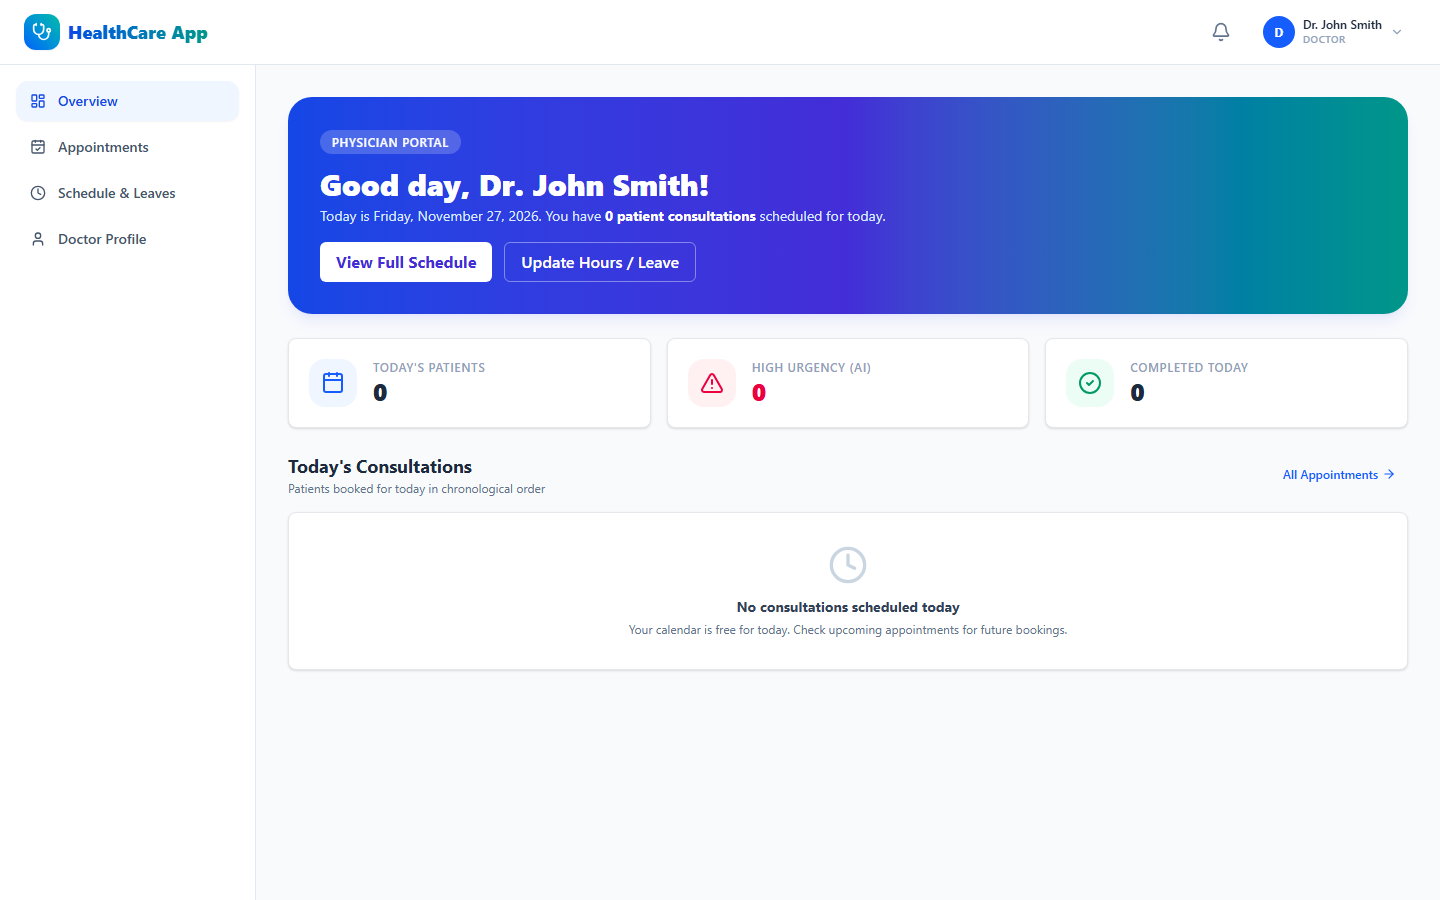 HealthCare App
D
Dr. John Smith
DOCTOR
Overview
Appointments
Schedule & Leaves
Doctor Profile
PHYSICIAN PORTAL
Good day, Dr. John Smith!
Today is Friday, November 27, 2026. You have 0 patient consultations scheduled for today.
View Full Schedule
Update Hours / Leave
TODAY'S PATIENTS
0
HIGH URGENCY (AI)
0
COMPLETED TODAY
0
Today's Consultations
Patients booked for today in chronological order
All Appointments
No consultations scheduled today
Your calendar is free for today. Check upcoming appointments for future bookings.